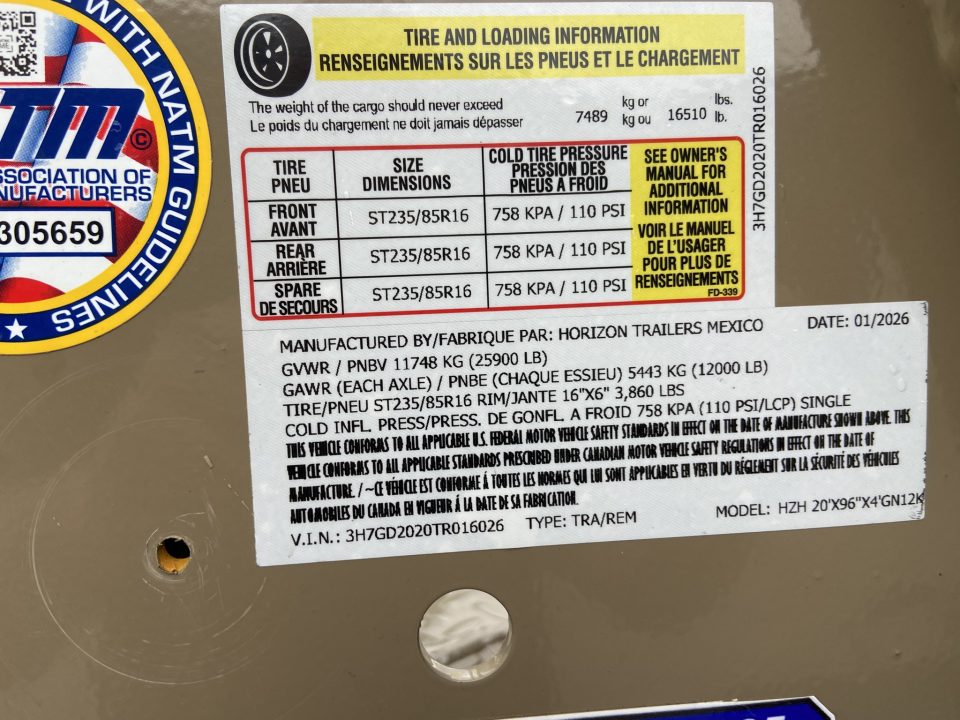 WITH NATM GUIDELINES
TM ©
ASSOCIATION OF
MANUFACTURERS
305659
TIRE AND LOADING INFORMATION
RENSEIGNEMENTS SUR LES PNEUS ET LE CHARGEMENT
The weight of the cargo should never exceed 7489 kg or 16510 lbs.
Le poids du chargement ne doit jamais dépasser kg ou lb.
TIRE SIZE COLD TIRE PRESSURE
PNEU DIMENSIONS PRESSION DES
PNEUS A FROID
FRONT
AVANT ST235/85R16 758 KPA / 110 PSI
REAR
ARRIÈRE ST235/85R16 758 KPA / 110 PSI
SPARE
DE SECOURS ST235/85R16 758 KPA / 110 PSI
SEE OWNER'S
MANUAL FOR
ADDITIONAL
INFORMATION
VOIR LE MANUEL
DE L'USAGER
POUR PLUS DE
RENSEIGNEMENTS
FD-339
3H7GD2020TR016026
MANUFACTURED BY/FABRIQUE PAR: HORIZON TRAILERS MEXICO DATE: 01/2026
GVWR / PNBV 11748 KG (25900 LB)
GAWR (EACH AXLE) / PNBE (CHAQUE ESSIEU) 5443 KG (12000 LB)
TIRE/PNEU ST235/85R16 RIM/JANTE 16"X6" 3,860 LBS
COLD INFL. PRESS/PRESS. DE GONFL. A FROID 758 KPA (110 PSI/LCP) SINGLE
THIS VEHICLE CONFORMS TO ALL APPLICABLE U.S. FEDERAL MOTOR VEHICLE SAFETY STANDARDS IN EFFECT ON THE DATE OF MANUFACTURE SHOWN ABOVE. THIS
VEHICLE CONFORMS TO ALL APPLICABLE STANDARDS PRESCRIBED UNDER CANADIAN MOTOR VEHICLE SAFETY REGULATIONS IN EFFECT ON THE DATE OF
MANUFACTURE. / ~CE VÉHICLE EST CONFORME À TOUTES LES NORMES QUI LUI SONT APPLICABLES EN VERTU DU RÉGLEMENT SUR LA SÉCURITÉ DES VÉHICULES
AUTOMOBILES DU CANADA EN VIGUEUR À LA DATE DE SA FABRICATION.
V.I.N.: 3H7GD2020TR016026 TYPE: TRA/REM MODEL: HZH 20'X96"X4'GN12K